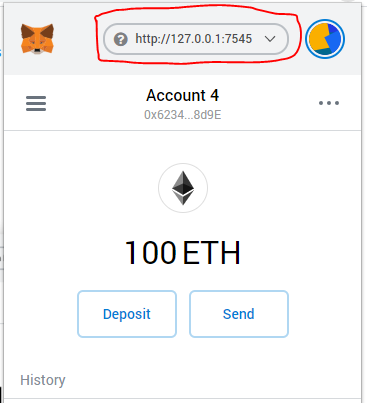 http://127.0.0.1:7545
Account 4
0x6234...8d9E
100 ETH
Deposit
Send
History